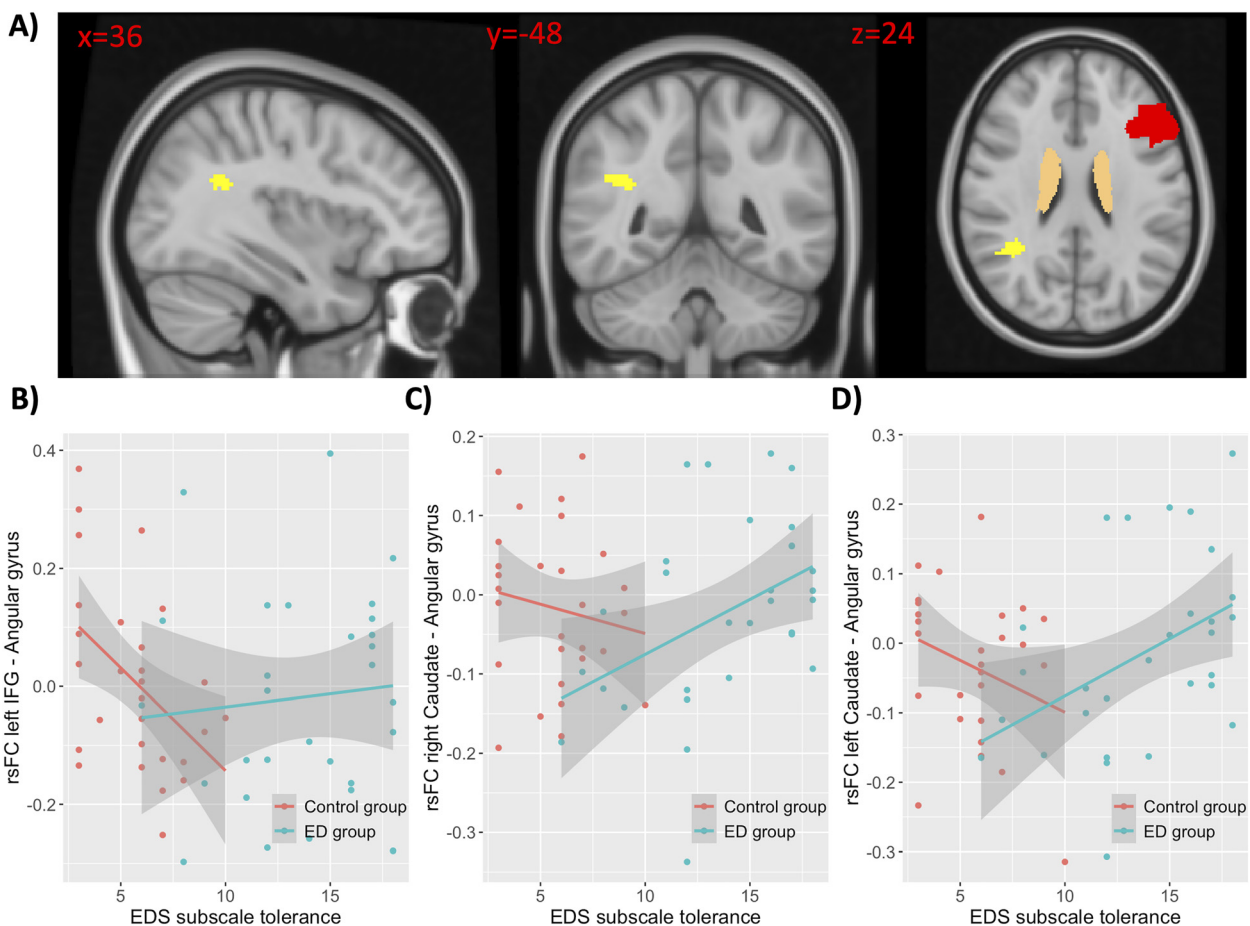 A)
x=36
y=-48
z=24
B)
C)
D)
rsFC left IFG - Angular gyrus
0.4
0.2
0.0
-0.2
5
10
15
EDS subscale tolerance
Control group
ED group
rsFC right Caudate - Angular gyrus
0.2
0.1
0.0
-0.1
-0.2
-0.3
5
10
15
EDS subscale tolerance
Control group
ED group
rsFC left Caudate - Angular gyrus
0.3
0.2
0.1
0.0
-0.1
-0.2
-0.3
5
10
15
EDS subscale tolerance
Control group
ED group